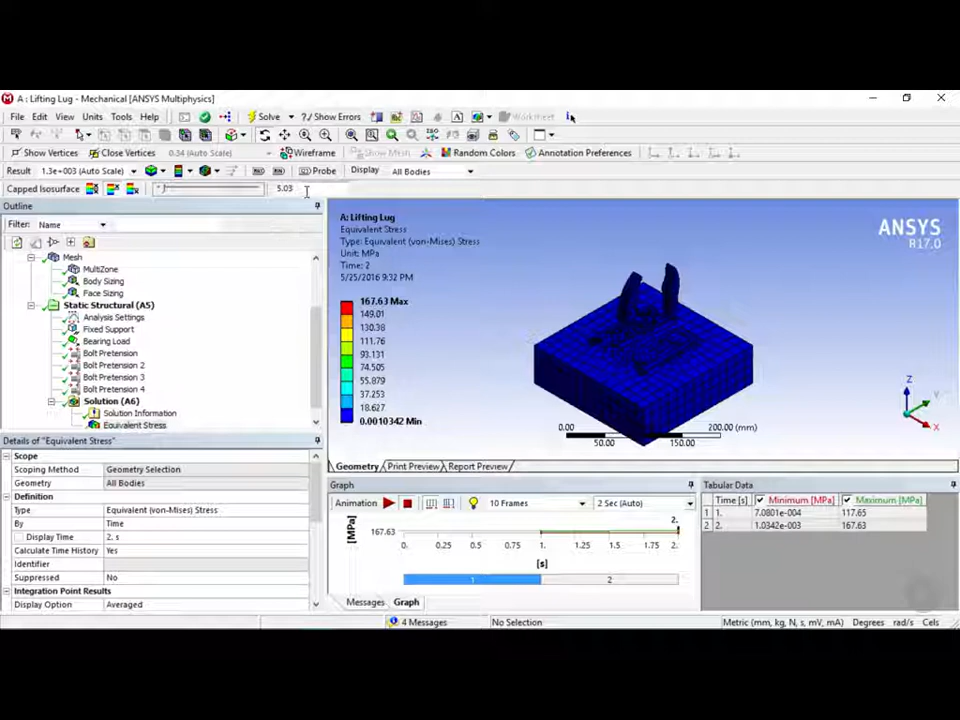 A : Lifting Lug - Mechanical [ANSYS Multiphysics]
File Edit View Units Tools Help Solve ?/ Show Errors Worksheet
Show Vertices Close Vertices 0.34 (Auto Scale) Wireframe Show Mesh Random Colors Annotation Preferences
Result 1.3e+003 (Auto Scale) Probe Display All Bodies
Capped Isosurface 5.03
Outline
Filter: Name
Mesh
MultiZone
Body Sizing
Face Sizing
Static Structural (A5)
Analysis Settings
Fixed Support
Bearing Load
Bolt Pretension
Bolt Pretension 2
Bolt Pretension 3
Bolt Pretension 4
Solution (A6)
Solution Information
Equivalent Stress
Details of "Equivalent Stress"
Scope
Scoping Method Geometry Selection
Geometry All Bodies
Definition
Type Equivalent (von-Mises) Stress
By Time
Display Time 2. s
Calculate Time History Yes
Identifier
Suppressed No
Integration Point Results
Display Option Averaged
A: Lifting Lug
Equivalent Stress
Type: Equivalent (von-Mises) Stress
Unit: MPa
Time: 2
5/25/2016 9:32 PM
167.63 Max
149.01
130.38
111.76
93.131
74.505
55.879
37.253
18.627
0.0010342 Min
ANSYS
R17.0
Z
Y
X
0.00 200.00 (mm)
50.00 150.00
Geometry Print Preview Report Preview
Graph
Animation 10 Frames 2 Sec (Auto)
[MPa]
167.63
2.
0. 0.25 0.5 0.75 1. 1.25 1.5 1.75 2.
[s]
1 2
Messages Graph
Tabular Data
Time [s] Minimum [MPa] Maximum [MPa]
1 1. 7.0801e-004 117.65
2 2. 1.0342e-003 167.63
4 Messages No Selection Metric (mm, kg, N, s, mV, mA) Degrees rad/s Cels